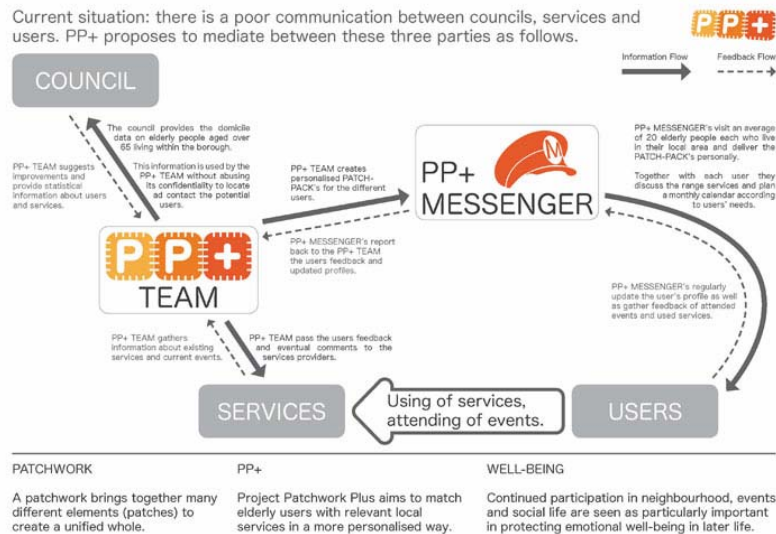 Current situation: there is a poor communication between councils, services and
users. PP+ proposes to mediate between these three parties as follows.
PP+
Information Flow
Feedback Flow
COUNCIL
The council provides the domicile
data on elderly people aged over
65 living within the borough.
This information is used by the
PP+ TEAM without abusing
its confidentiality to locate
ad contact the potential
users.
PP+ TEAM suggests
improvements and
provide statistical
information about users
and services.
PP+ TEAM creates
personalised PATCH-
PACK's for the different
users.
PP+
MESSENGER
M
PP+ MESSENGER's visit an average
of 20 elderly people each who live
in their local area and deliver the
PATCH-PACK's personally.
Together with each user they
discuss the range services and plan
a monthly calendar according
to users' needs.
PP+ MESSENGER's report
back to the PP+ TEAM
the users feedback and
updated profiles.
PP+
TEAM
PP+ MESSENGER's regularly
update the user's profile as well
as gather feedback of attended
events and used services.
PP+ TEAM gathers
information about existing
services and current events.
PP+ TEAM pass the users feedback
and eventual comments to the
services providers.
SERVICES
Using of services,
attending of events.
USERS
PATCHWORK
A patchwork brings together many
different elements (patches) to
create a unified whole.
PP+
Project Patchwork Plus aims to match
elderly users with relevant local
services in a more personalised way.
WELL-BEING
Continued participation in neighbourhood, events
and social life are seen as particularly important
in protecting emotional well-being in later life.